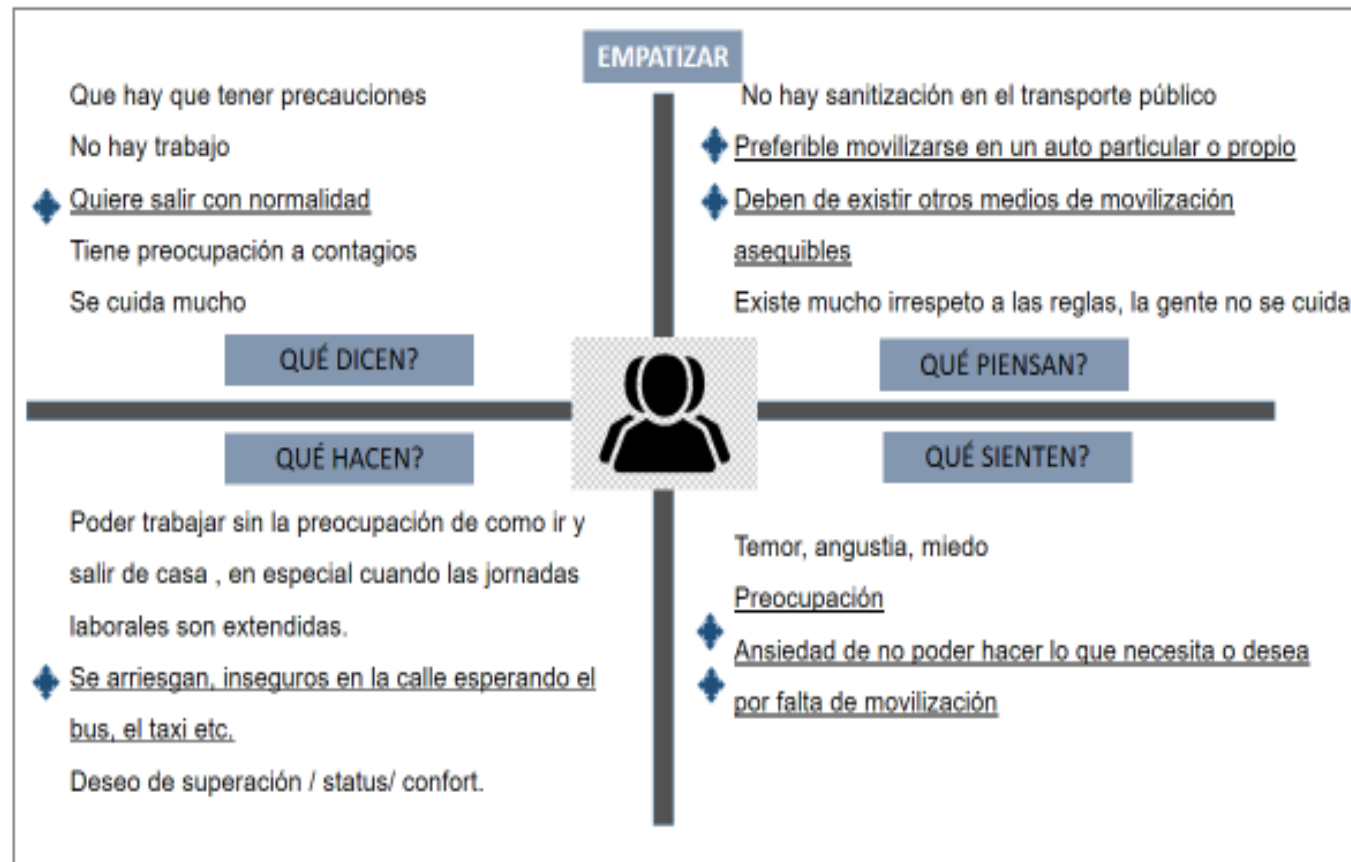 EMPATIZAR
Que hay que tener precauciones
No hay trabajo
Quiere salir con normalidad
Tiene preocupación a contagios
Se cuida mucho
QUÉ DICEN?
No hay sanitización en el transporte público
Preferible movilizarse en un auto particular o propio
Deben de existir otros medios de movilización
asequibles
Existe mucho irrespeto a las reglas, la gente no se cuida
QUÉ PIENSAN?
QUÉ HACEN?
Poder trabajar sin la preocupación de como ir y
salir de casa , en especial cuando las jornadas
laborales son extendidas.
Se arriesgan, inseguros en la calle esperando el
bus, el taxi etc.
Deseo de superación / status/ confort.
QUÉ SIENTEN?
Temor, angustia, miedo
Preocupación
Ansiedad de no poder hacer lo que necesita o desea
por falta de movilización